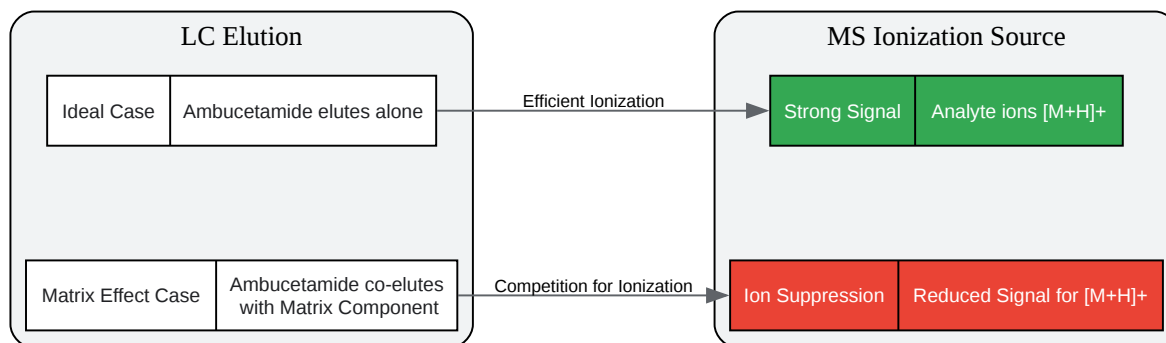 LC Elution
MS Ionization Source
Ideal Case
Ambucetamide elutes alone
Efficient Ionization
Strong Signal
Analyte ions [M+H]+
Matrix Effect Case
Ambucetamide co-elutes
with Matrix Component
Competition for Ionization
Ion Suppression
Reduced Signal for [M+H]+